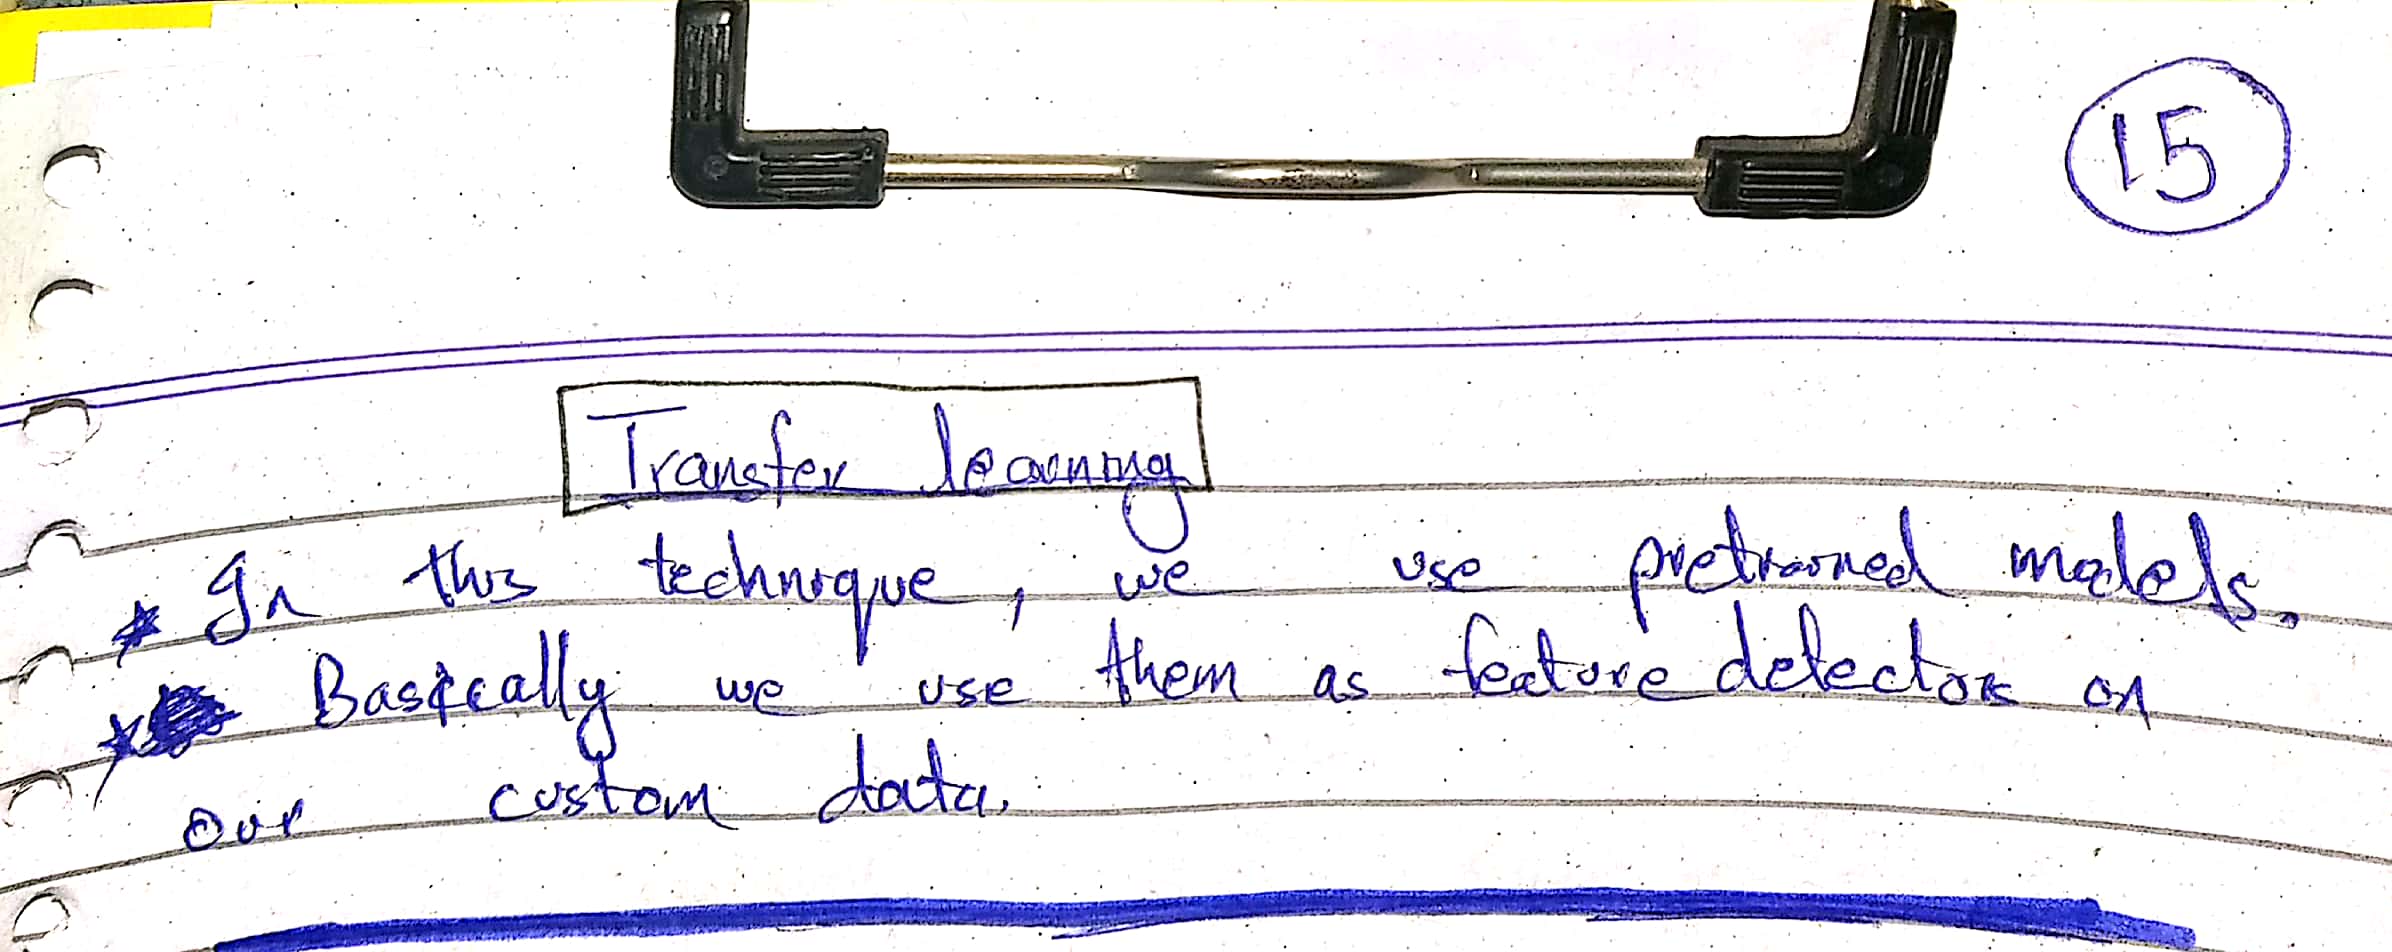 15
Transfer learning
* In this technique, we use pretrained models.
* Basically we use them as feature detector on
our custom data.